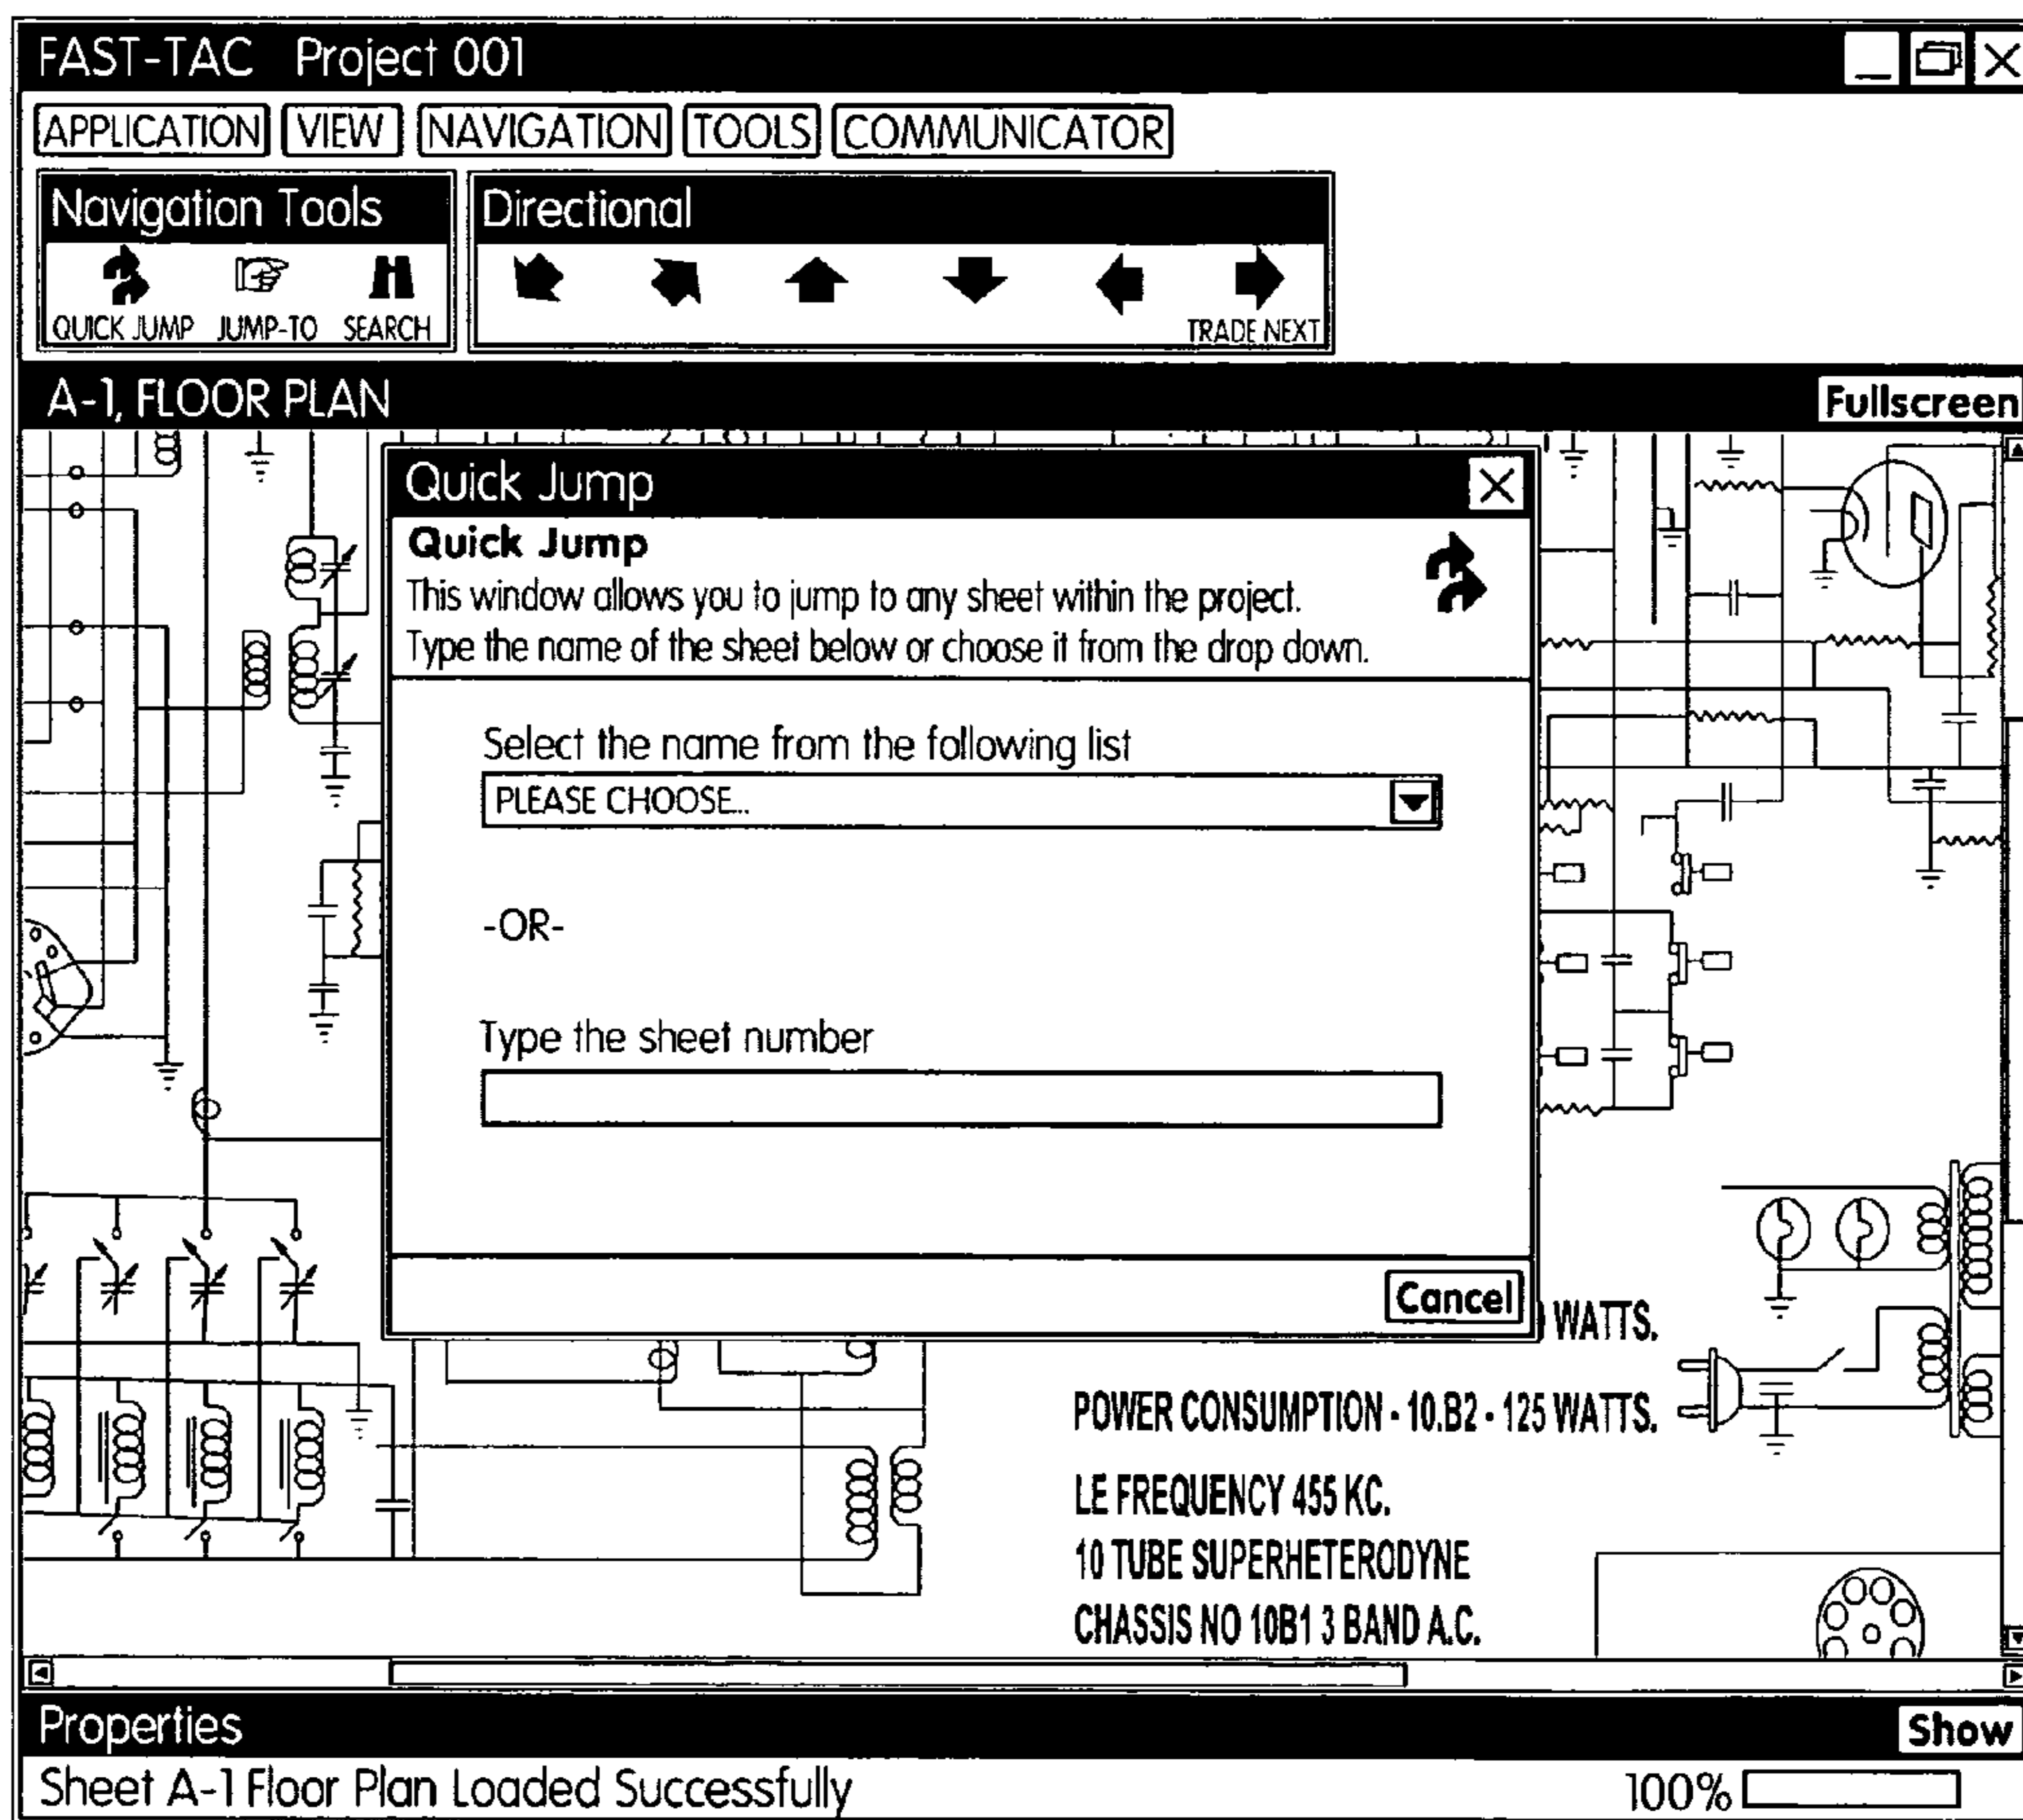 FAST-TAC Project 001
APPLICATION VIEW NAVIGATION TOOLS COMMUNICATOR
Navigation Tools Directional
QUICK JUMP JUMP-TO SEARCH TRADE NEXT
A-1, FLOOR PLAN Fullscreen
Quick Jump
Quick Jump
This window allows you to jump to any sheet within the project.
Type the name of the sheet below or choose it from the drop down.
Select the name from the following list
PLEASE CHOOSE...
-OR-
Type the sheet number
Cancel
WATTS.
POWER CONSUMPTION - 10.B2 - 125 WATTS.
LE FREQUENCY 455 KC.
10 TUBE SUPERHETERODYNE
CHASSIS NO 10B1 3 BAND A.C.
Properties Show
Sheet A-1 Floor Plan Loaded Successfully 100%